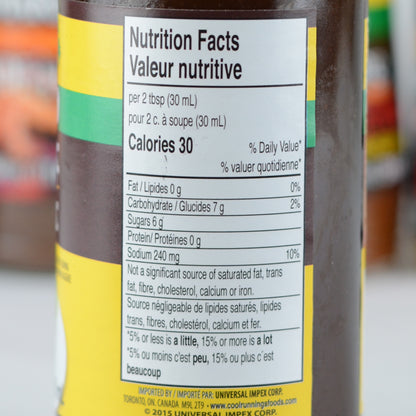 Nutrition Facts
Valeur nutritive
per 2 tbsp (30 mL)
pour 2 c. à soupe (30 mL)
Calories 30 % Daily Value*
% valeur quotidienne*
Fat / Lipides 0 g 0%
Carbohydrate / Glucides 7 g 2%
Sugars 6 g
Protein/ Protéines 0 g
Sodium 240 mg 10%
Not a significant source of saturated fat, trans
fat, fibre, cholesterol, calcium or iron.
Source négligeable de lipides saturés, lipides
trans, fibres, cholestérol, calcium et fer.
*5% or less is a little, 15% or more is a lot
*5% ou moins c'est peu, 15% ou plus c'est
beaucoup
IMPORTED BY / IMPORTÉ PAR: UNIVERSAL IMPEX CORP.
TORONTO, ON. CANADA M9L 2T9 • www.coolrunningsfoods.com
© 2015 UNIVERSAL IMPEX CORP.